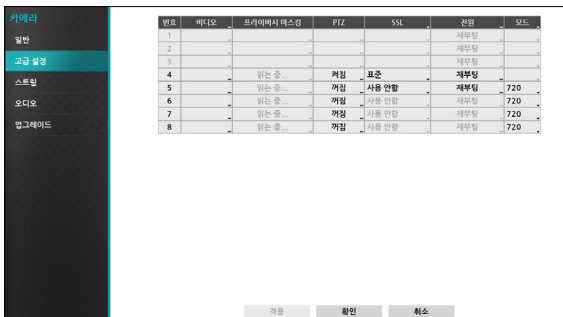 카메라
일반
고급 설정
스트림
오디오
업그레이드
번호 비디오 프라이버시 마스킹 PTZ SSL 전원 모드
1 재부팅
2 재부팅
3 재부팅
4 읽는 중... 켜짐 표준 재부팅
5 읽는 중... 꺼짐 사용 안함 재부팅 720
6 읽는 중... 꺼짐 사용 안함 재부팅 720
7 읽는 중... 꺼짐 사용 안함 재부팅 720
8 읽는 중... 꺼짐 사용 안함 재부팅 720
적용 확인 취소